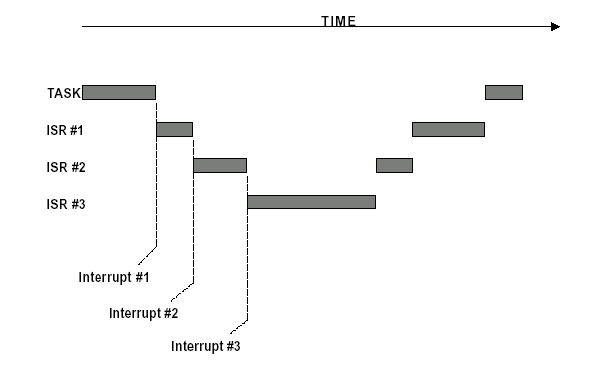 TIME
TASK
ISR #1
ISR #2
ISR #3
Interrupt #1
Interrupt #2
Interrupt #3